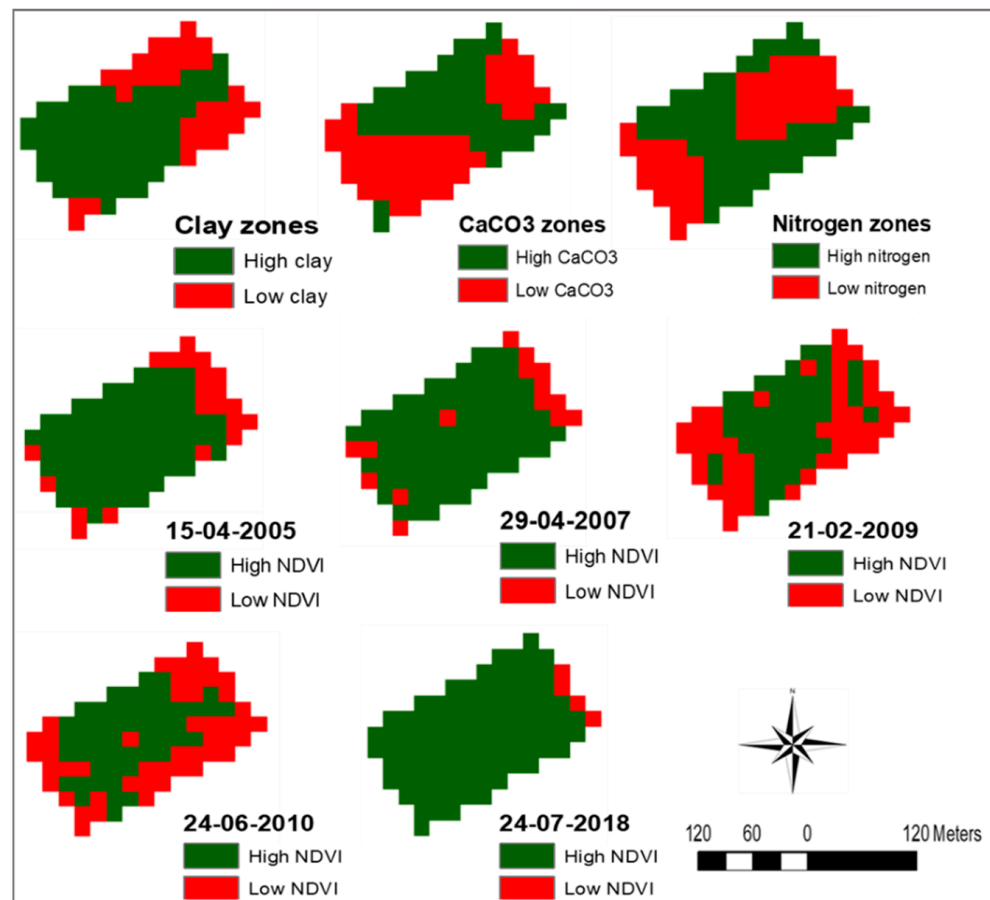 Clay zones
High clay
Low clay
CaCO3 zones
High CaCO3
Low CaCO3
Nitrogen zones
High nitrogen
Low nitrogen
15-04-2005
High NDVI
Low NDVI
29-04-2007
High NDVI
Low NDVI
21-02-2009
High NDVI
Low NDVI
24-06-2010
High NDVI
Low NDVI
24-07-2018
High NDVI
Low NDVI
N
120 60 0 120 Meters